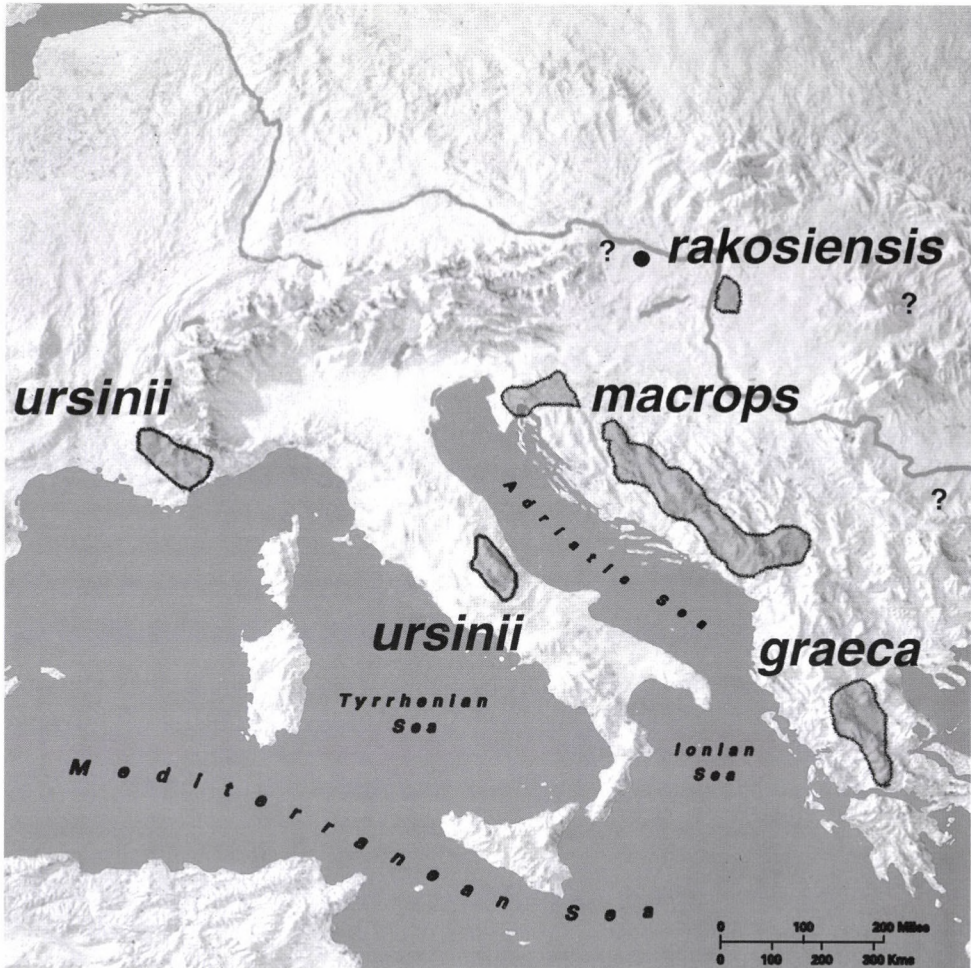 ? rakosiensis
?
ursinii
macrops
?
Adriatic Sea
ursinii
graeca
Tyrrhenian
Sea
Ionian
Sea
Mediterranean Sea
0 100 200 Miles
0 100 200 300 Kms